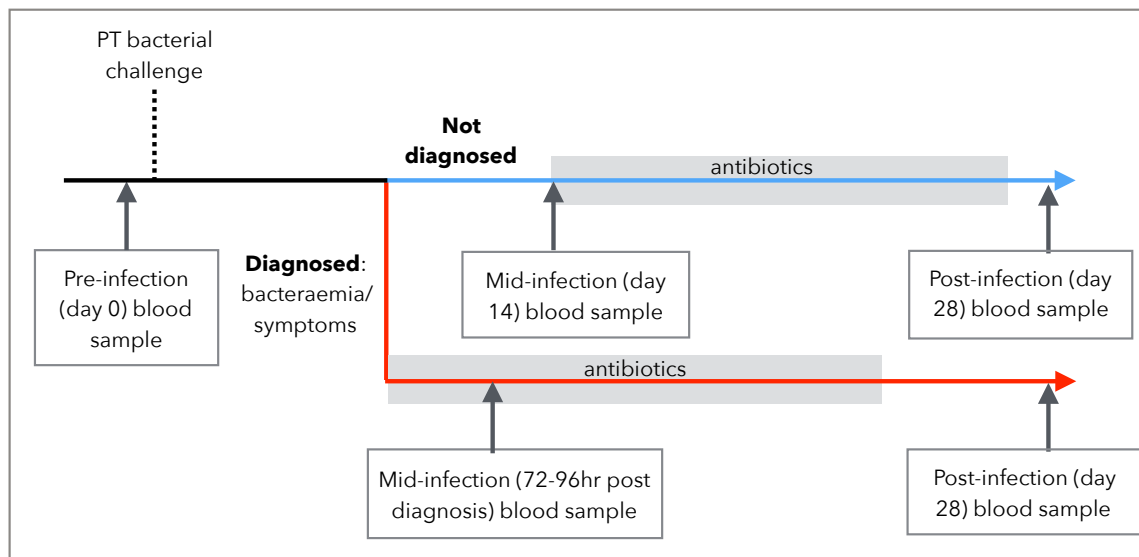 PT bacterial
challenge
Not
diagnosed
antibiotics
Pre-infection
(day 0) blood
sample
Diagnosed:
bacteraemia/
symptoms
Mid-infection (day
14) blood sample
Post-infection (day
28) blood sample
antibiotics
Mid-infection (72-96hr post
diagnosis) blood sample
Post-infection (day
28) blood sample